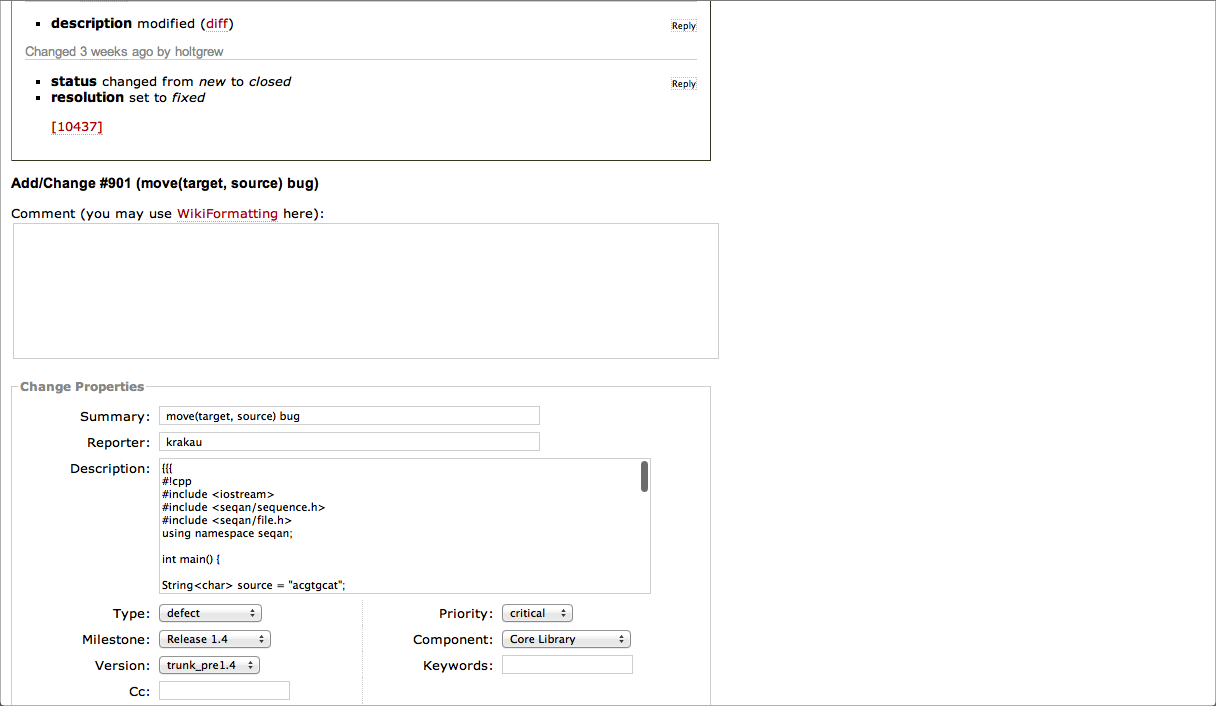 ▪ description modified (diff)
Reply
Changed 3 weeks ago by holtgrew
▪ status changed from new to closed
Reply
▪ resolution set to fixed
[10437]
Add/Change #901 (move(target, source) bug)
Comment (you may use WikiFormatting here):
Change Properties
Summary: move(target, source) bug
Reporter: krakau
Description: {{{
#!cpp
#include <iostream>
#include <seqan/sequence.h>
#include <seqan/file.h>
using namespace seqan;
int main() {
String<char> source = "acgtgcat";
Type: defect Priority: critical
Milestone: Release 1.4 Component: Core Library
Version: trunk_pre1.4 Keywords:
Cc: